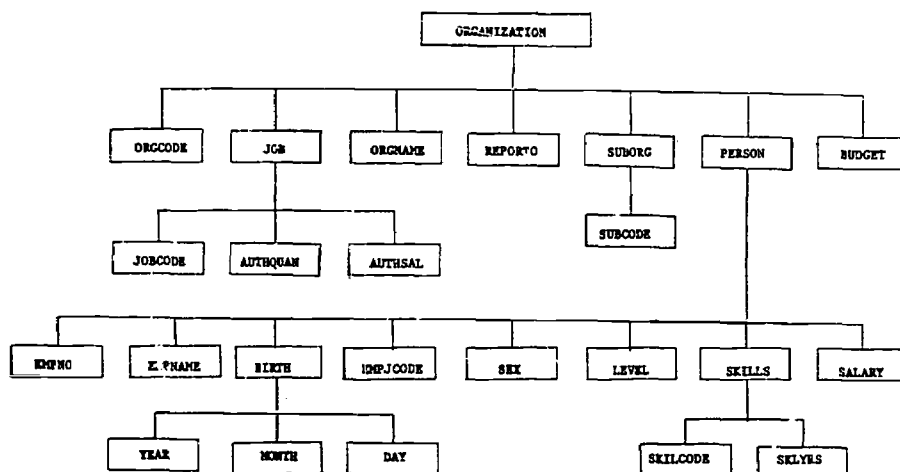 ORGANIZATION
ORGCODE JOB ORGNAME REPORTO SUBORG PERSON BUDGET
SUBCODE
JOBCODE AUTHQUAN AUTHSAL
EMPNO EMPNAME BIRTH EMPJCODE SEX LEVEL SKILLS SALARY
YEAR MONTH DAY SKILCODE SKLYRS